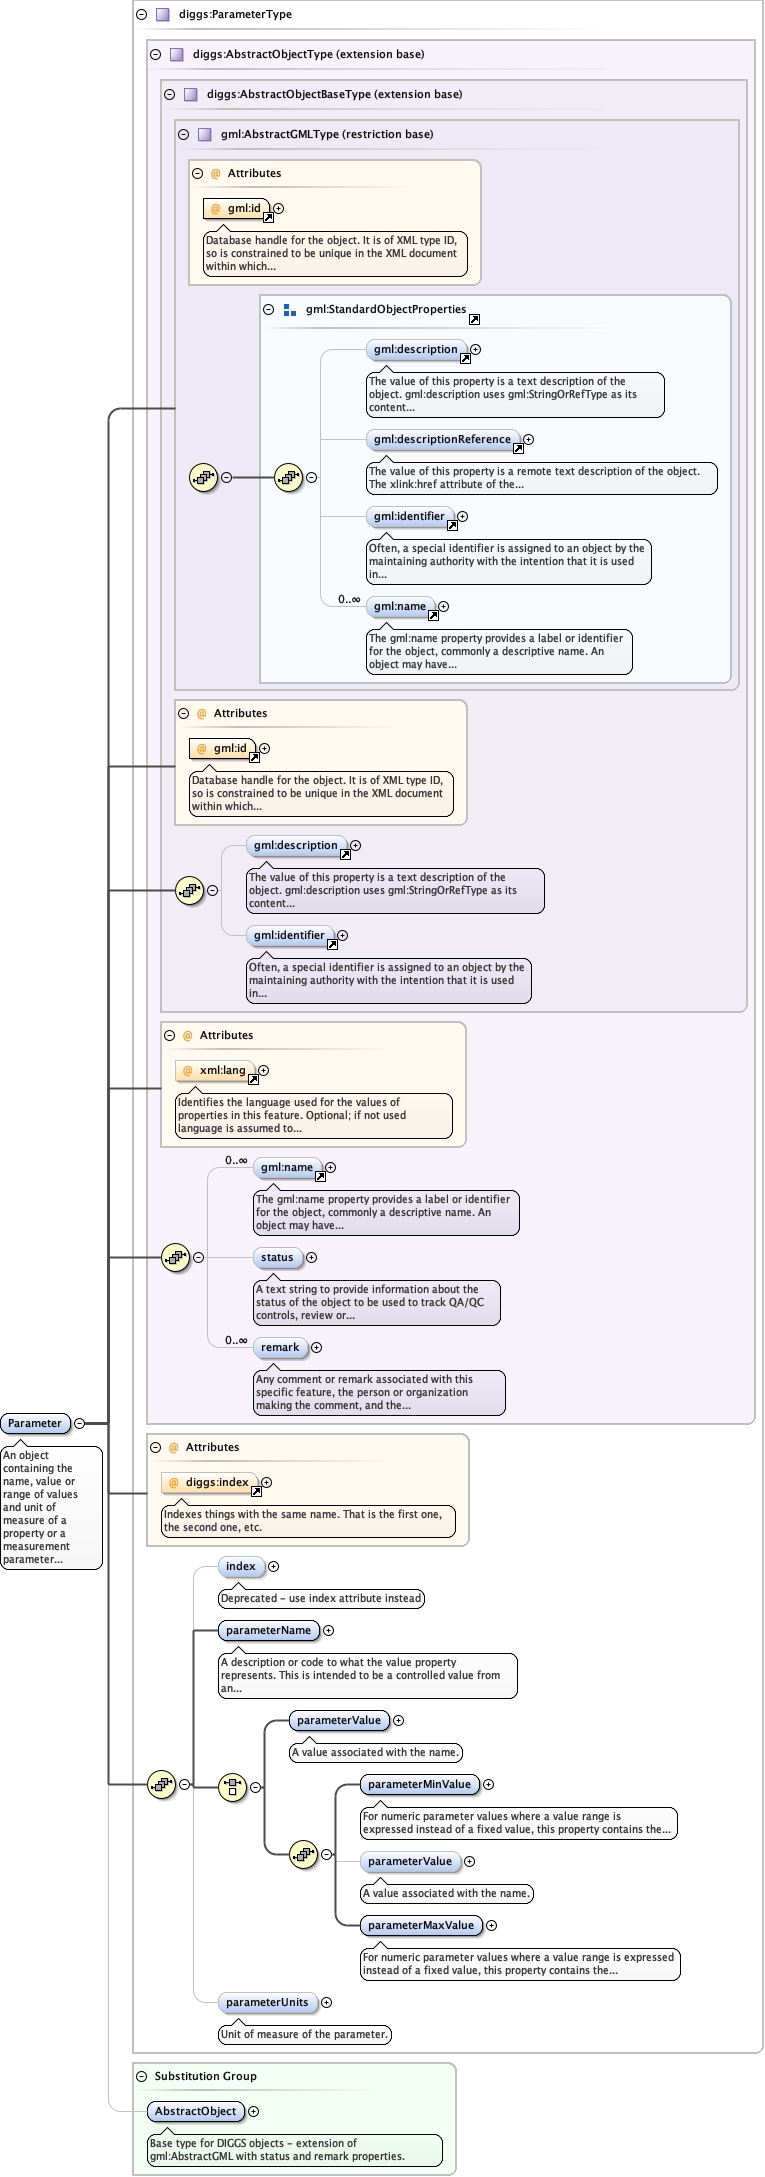 diggs:ParameterType
diggs:AbstractObjectType (extension base)
diggs:AbstractObjectBaseType (extension base)
gml:AbstractGMLType (restriction base)
@ Attributes
@ gml:id
Database handle for the object. It is of XML type ID,
so is constrained to be unique in the XML document
within which...
gml:StandardObjectProperties
gml:description
The value of this property is a text description of the
object. gml:description uses gml:StringOrRefType as its
content...
gml:descriptionReference
The value of this property is a remote text description of the object.
The xlink:href attribute of the...
gml:identifier
Often, a special identifier is assigned to an object by the
maintaining authority with the intention that it is used
in...
0..∞
gml:name
The gml:name property provides a label or identifier
for the object, commonly a descriptive name. An
object may have...
@ Attributes
@ gml:id
Database handle for the object. It is of XML type ID,
so is constrained to be unique in the XML document
within which...
gml:description
The value of this property is a text description of the
object. gml:description uses gml:StringOrRefType as its
content...
gml:identifier
Often, a special identifier is assigned to an object by the
maintaining authority with the intention that it is used
in...
@ Attributes
@ xml:lang
Identifies the language used for the values of
properties in this feature. Optional; if not used
language is assumed to...
0..∞
gml:name
The gml:name property provides a label or identifier
for the object, commonly a descriptive name. An
object may have...
status
A text string to provide information about the
status of the object to be used to track QA/QC
controls, review or...
0..∞
remark
Any comment or remark associated with this
specific feature, the person or organization
making the comment, and the...
Parameter
An object
containing the
name, value or
range of values
and unit of
measure of a
property or a
measurement
parameter...
@ Attributes
@ diggs:index
Indexes things with the same name. That is the first one,
the second one, etc.
index
Deprecated - use index attribute instead
parameterName
A description or code to what the value property
represents. This is intended to be a controlled value from
an...
parameterValue
A value associated with the name.
parameterMinValue
For numeric parameter values where a value range is
expressed instead of a fixed value, this property contains the...
parameterValue
A value associated with the name.
parameterMaxValue
For numeric parameter values where a value range is expressed
instead of a fixed value, this property contains the...
parameterUnits
Unit of measure of the parameter.
Substitution Group
AbstractObject
Base type for DIGGS objects - extension of
gml:AbstractGML with status and remark properties.